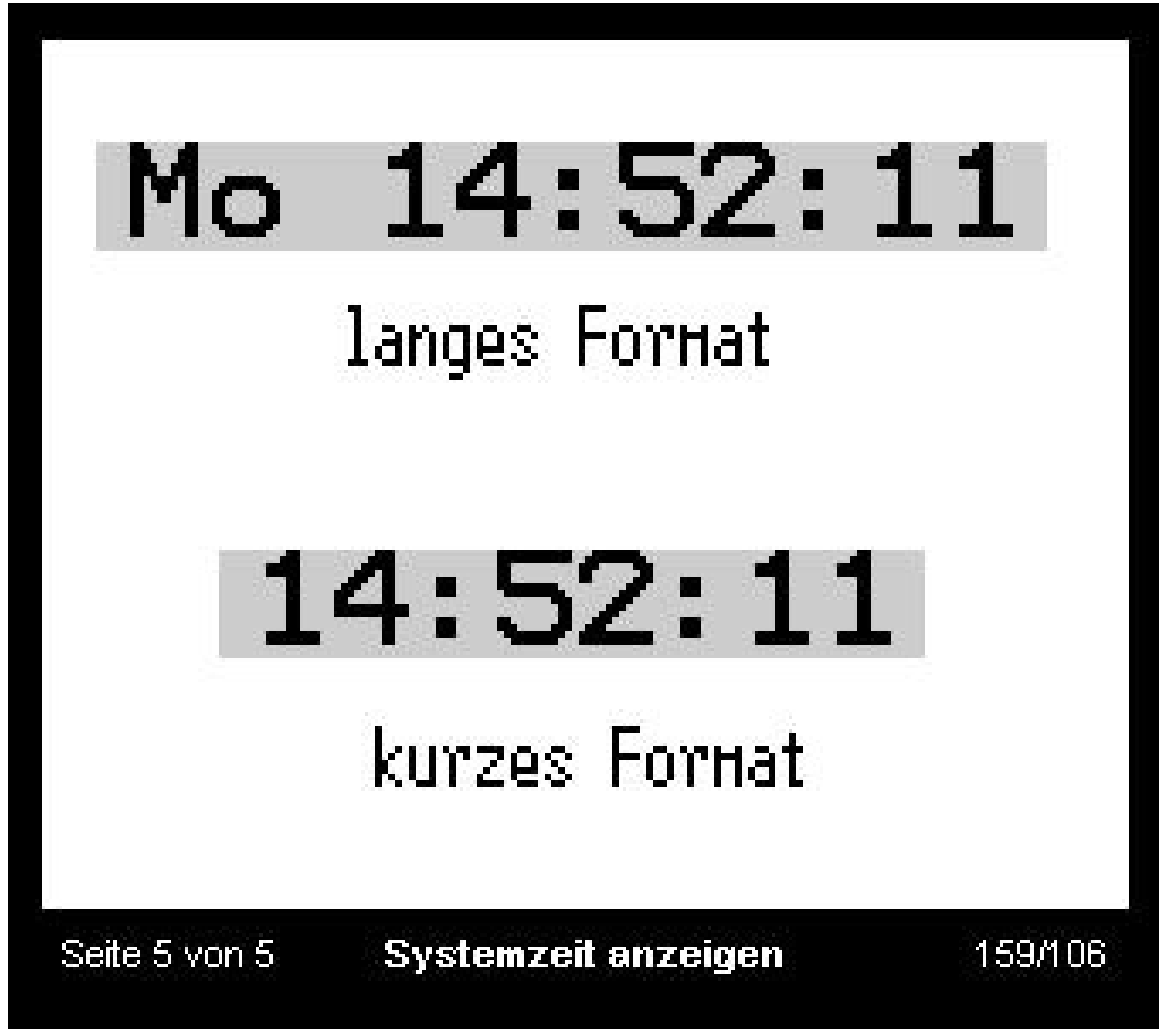 Mo 14:52:11
langes Format
14:52:11
kurzes Format
Seite 5 von 5 Systemzeit anzeigen 159/106